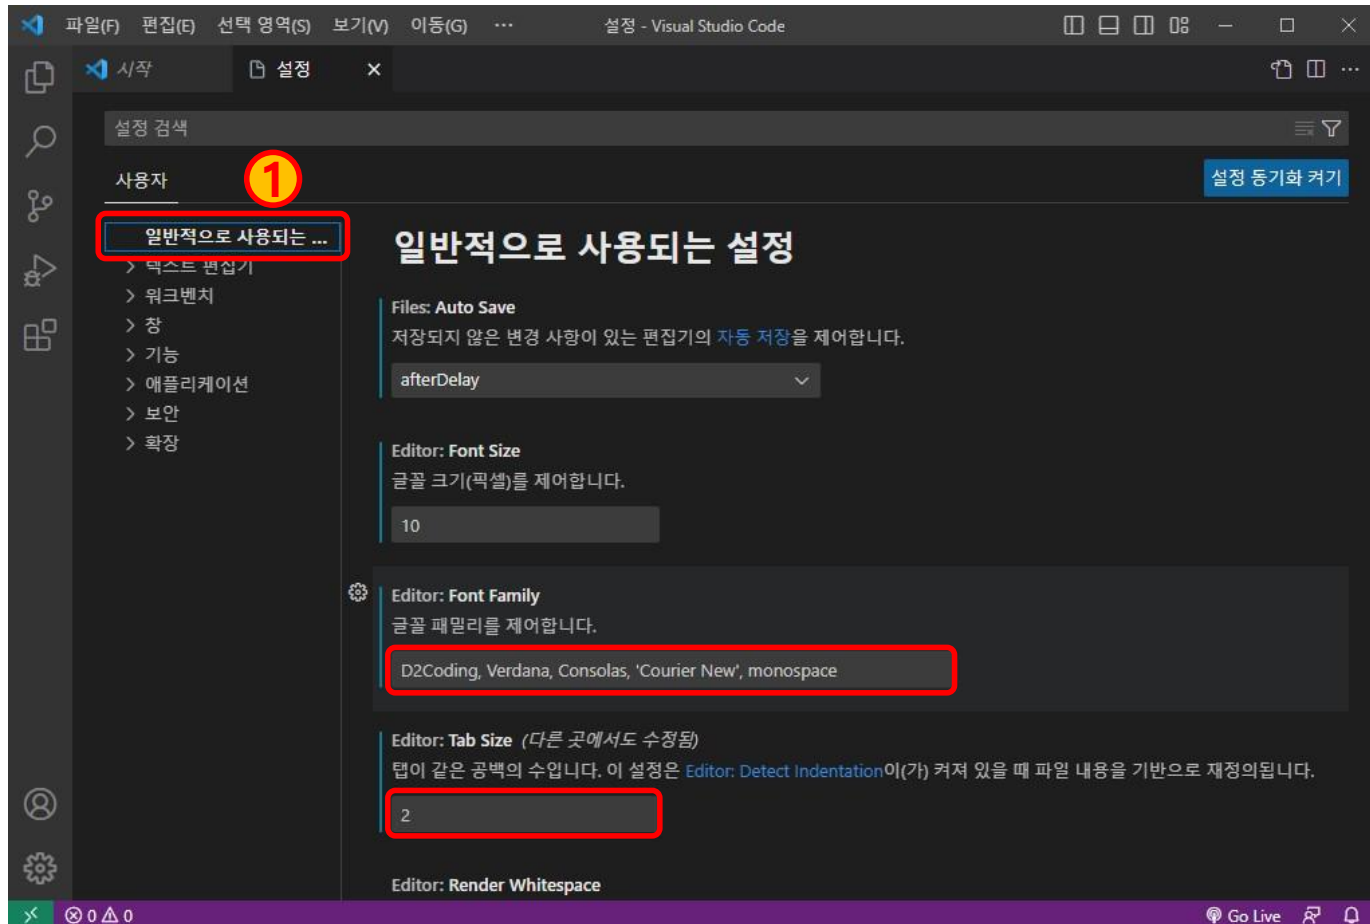 파일(F) 편집(E) 선택 영역(S) 보기(V) 이동(G) ··· 설정 - Visual Studio Code
시작 설정
설정 검색
사용자
설정 동기화 켜기
1
일반적으로 사용되는 ...
텍스트 편집기
워크벤치
창
기능
애플리케이션
보안
확장
일반적으로 사용되는 설정
Files: Auto Save
저장되지 않은 변경 사항이 있는 편집기의 자동 저장을 제어합니다.
afterDelay
Editor: Font Size
글꼴 크기(픽셀)를 제어합니다.
10
Editor: Font Family
글꼴 패밀리를 제어합니다.
D2Coding, Verdana, Consolas, 'Courier New', monospace
Editor: Tab Size (다른 곳에서도 수정됨)
탭이 같은 공백의 수입니다. 이 설정은 Editor: Detect Indentation이(가) 켜져 있을 때 파일 내용을 기반으로 재정의됩니다.
2
Editor: Render Whitespace
0 0 Go Live